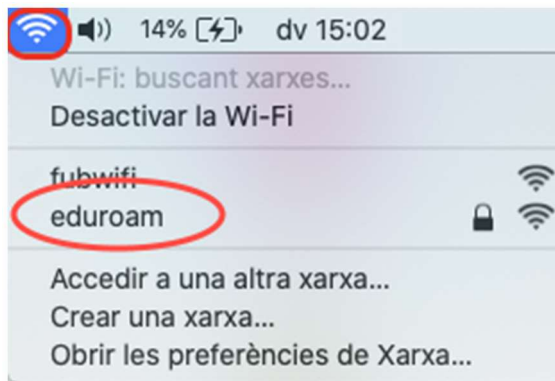 14% dv 15:02
Wi-Fi: buscant xarxes...
Desactivar la Wi-Fi
fubwifi
eduroam
Accedir a una altra xarxa...
Crear una xarxa...
Obrir les preferències de Xarxa...